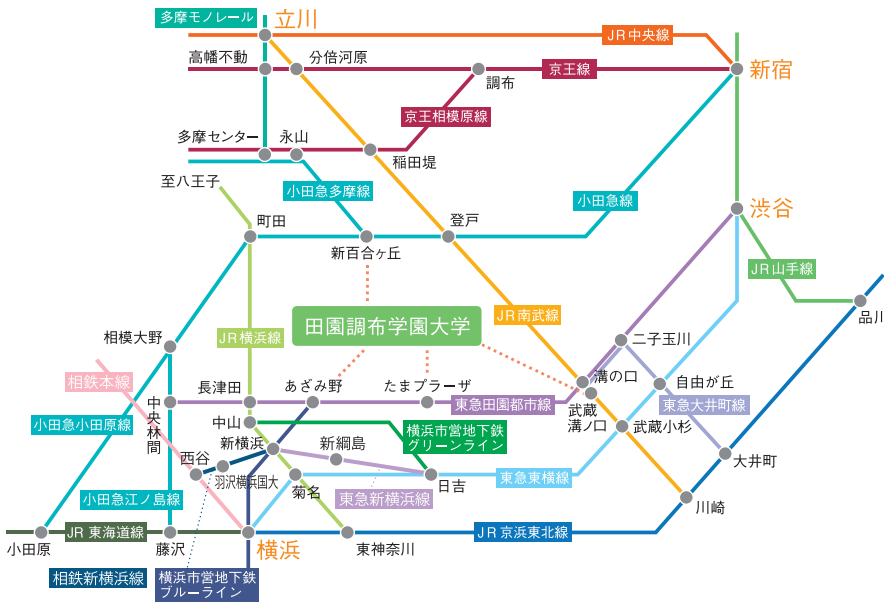 多摩モノレール
立川
JR中央線
高幡不動
分倍河原
調布
京王線
新宿
京王相模原線
多摩センター
永山
稲田堤
至八王子
小田急多摩線
小田急線
渋谷
町田
新百合ヶ丘
登戸
JR山手線
品川
田園調布学園大学
JR南武線
相模大野
JR横浜線
二子玉川
相鉄本線
長津田
あざみ野
たまプラーザ
溝の口
自由が丘
中央林間
東急田園都市線
武蔵
溝ノ口
東急大井町線
小田急小田原線
中山
横浜市営地下鉄
グリーンライン
武蔵小杉
新横浜
新綱島
西谷
羽沢横浜国大
大井町
菊名
日吉
東急東横線
小田急江ノ島線
東急新横浜線
川崎
JR 東海道線
JR 京浜東北線
小田原
藤沢
横浜
東神奈川
相鉄新横浜線
横浜市営地下鉄
ブルーライン